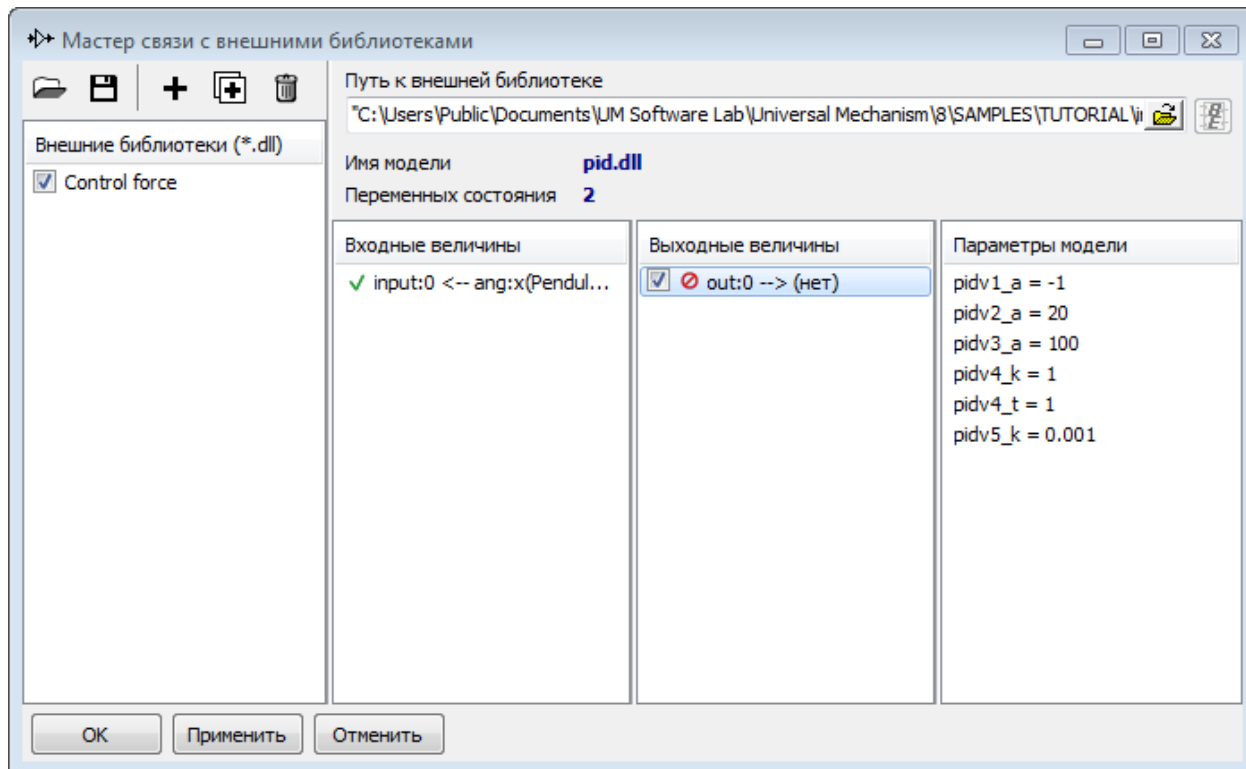 Мастер связи с внешними библиотеками
Внешние библиотеки (*.dll)
Control force
Путь к внешней библиотеке
"C:\Users\Public\Documents\UM Software Lab\Universal Mechanism\8\SAMPLES\TUTORIAL\
Имя модели pid.dll
Переменных состояния 2
Входные величины
input:0 <-- ang:x(Pendul...
Выходные величины
out:0 --> (нет)
Параметры модели
pidv1_a = -1
pidv2_a = 20
pidv3_a = 100
pidv4_k = 1
pidv4_t = 1
pidv5_k = 0.001
OK
Применить
Отменить